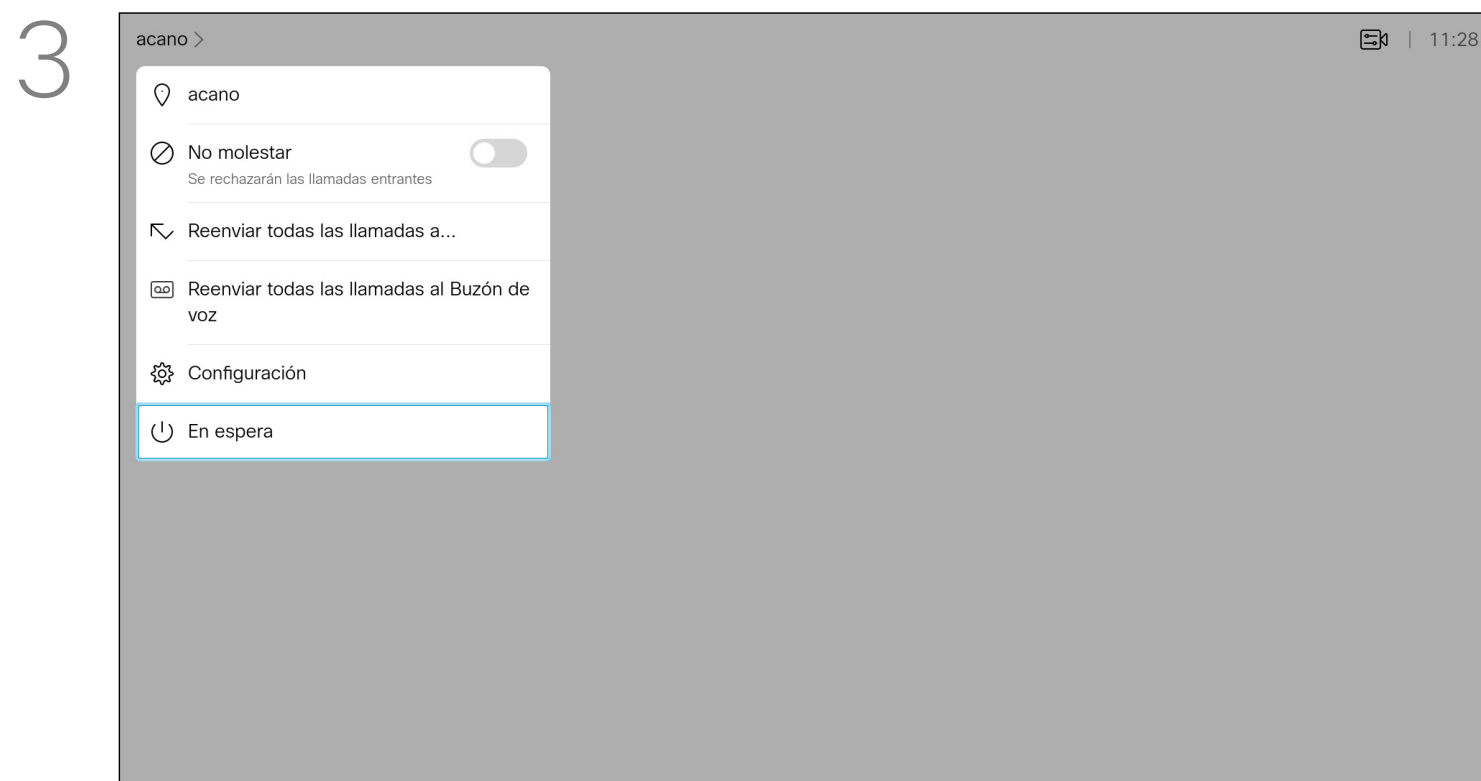 3
acano >
11:28
acano
No molestar
Se rechazarán las llamadas entrantes
Reenviar todas las llamadas a...
Reenviar todas las llamadas al Buzón de
voz
Configuración
En espera